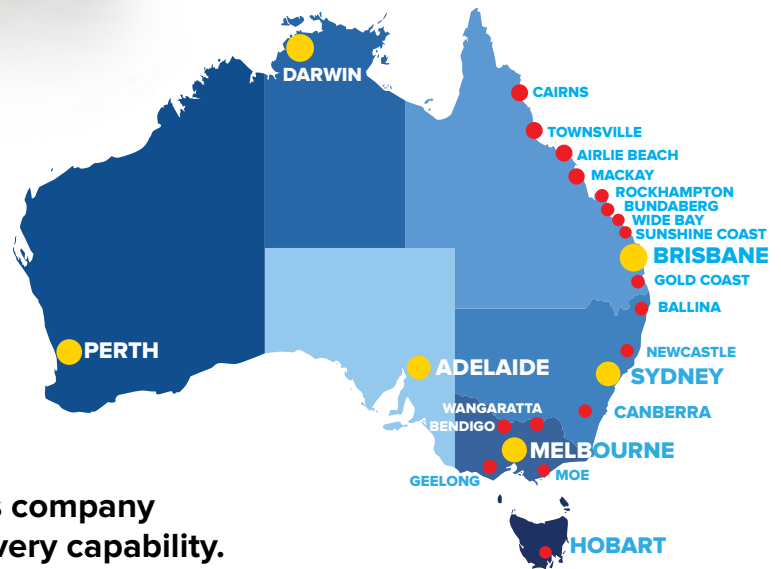 DARWIN
CAIRNS
TOWNSVILLE
AIRLIE BEACH
MACKAY
ROCKHAMPTON
BUNDABERG
WIDE BAY
SUNSHINE COAST
BRISBANE
GOLD COAST
BALLINA
PERTH
NEWCASTLE
ADELAIDE
SYDNEY
WANGARATTA
CANBERRA
BENDIGO
MELBOURNE
MOE
GEELONG
company
very capability.
HOBART